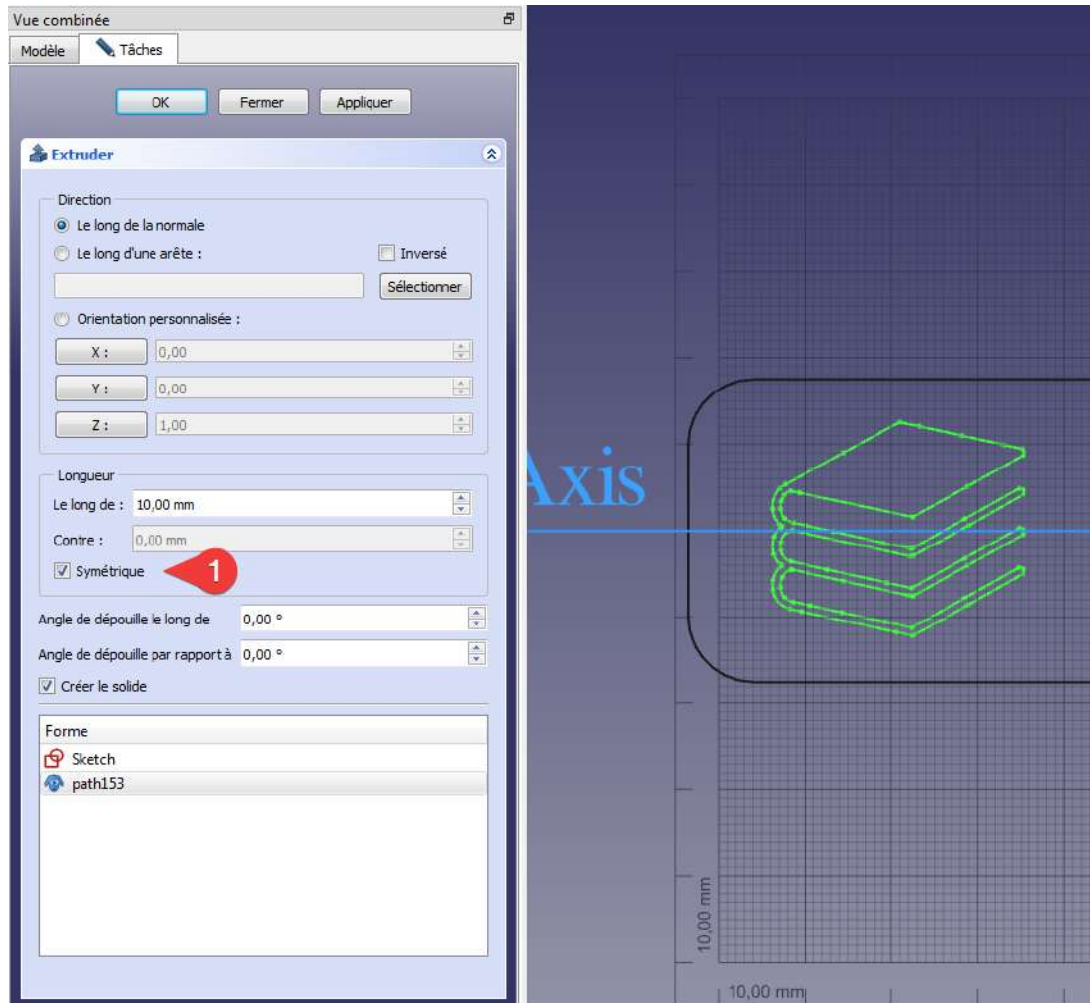 Vue combinée
Modèle
Tâches
OK
Fermer
Appliquer
Extruder
Direction
Le long de la normale
Le long d'une arête :
Inversé
Sélectionner
Orientation personnalisée :
X :
0,00
Y :
0,00
Z :
1,00
Longueur
Le long de :
10,00 mm
Contre :
0,00 mm
Symétrique
1
Angle de dépouille le long de
0,00 °
Angle de dépouille par rapport à
0,00 °
Créer le solide
Forme
Sketch
path153
Axis
10,00 mm
10,00 mm